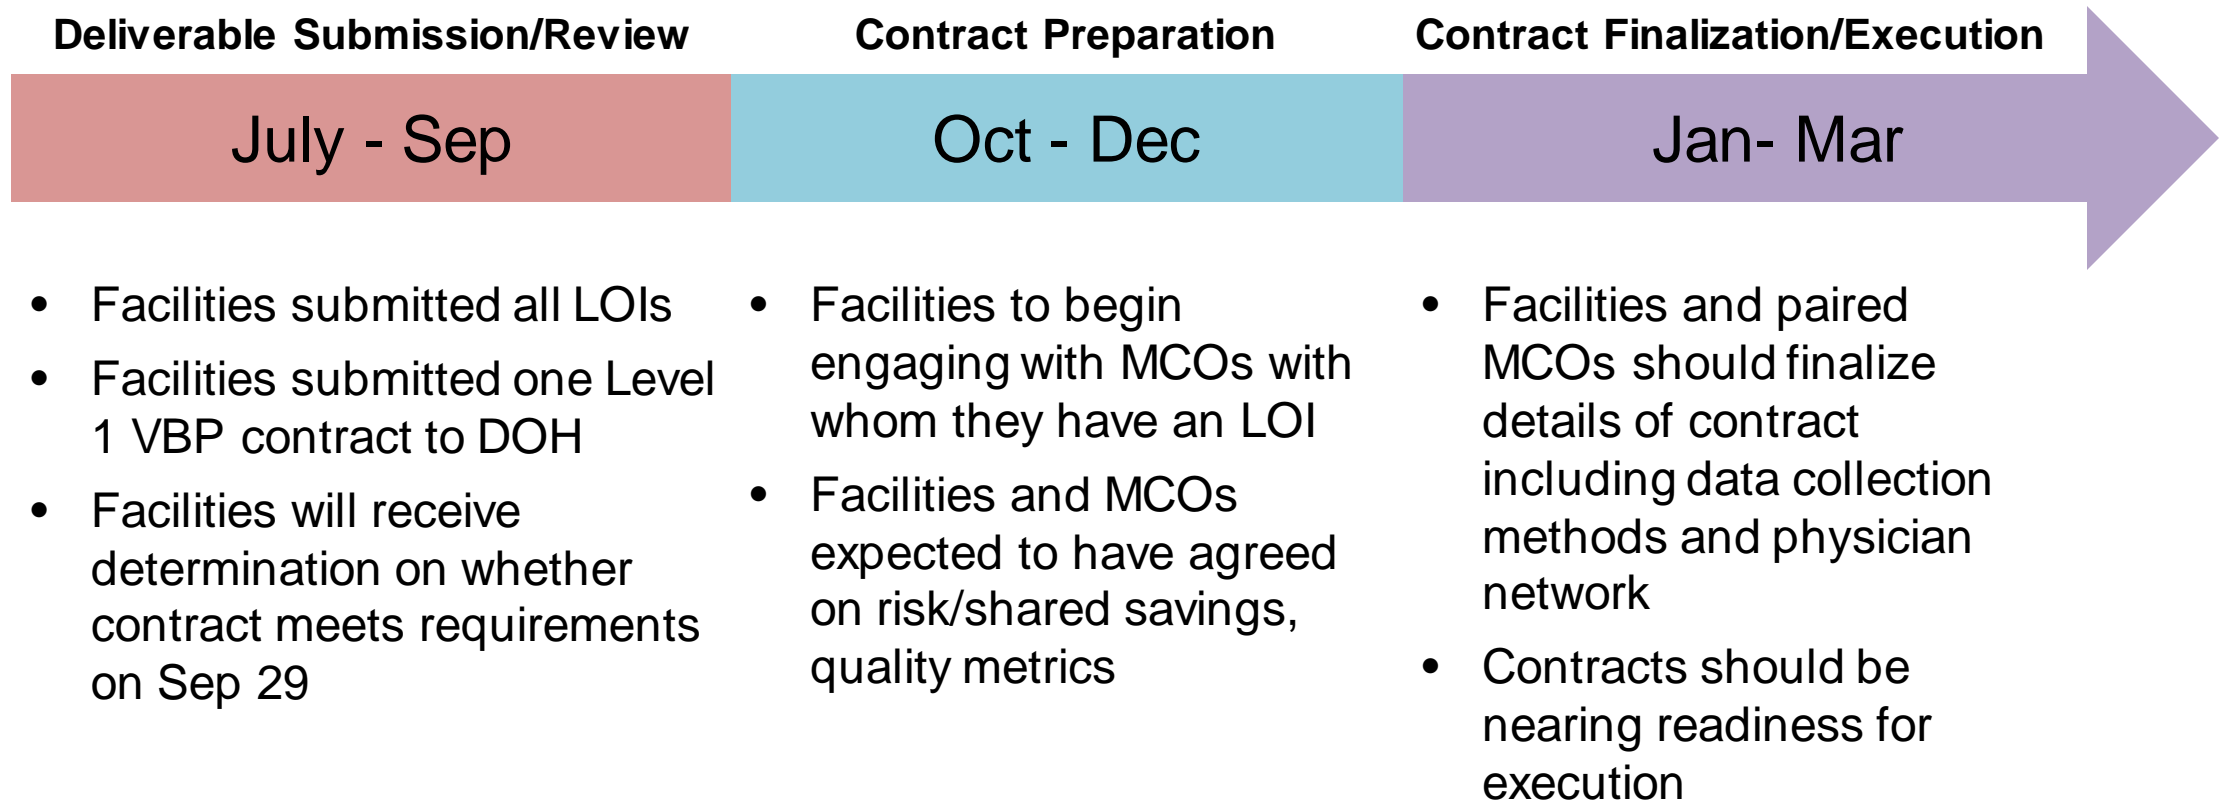 Deliverable Submission/Review
July - Sep
• Facilities submitted all LOIs
• Facilities submitted one Level
1 VBP contract to DOH
• Facilities will receive
determination on whether
contract meets requirements
on Sep 29
Contract Preparation
Oct - Dec
• Facilities to begin
engaging with MCOs with
whom they have an LOI
• Facilities and MCOs
expected to have agreed
on risk/shared savings,
quality metrics
Contract Finalization/Execution
Jan- Mar
• Facilities and paired
MCOs should finalize
details of contract
including data collection
methods and physician
network
• Contracts should be
nearing readiness for
execution